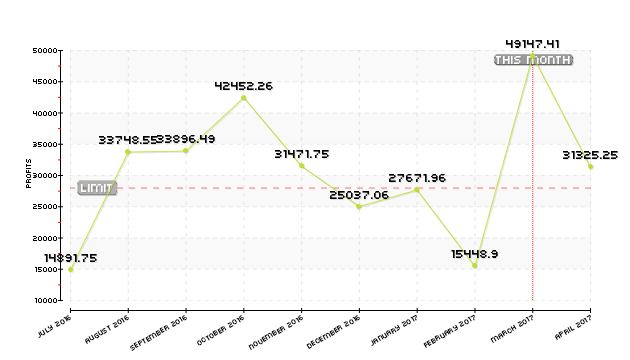 49147.41
50000
THIS MONTH
45000
42452.26
40000
33748.55
33896.49
35000
31471.75
31325.25
30000
27671.96
LIMIT
25037.06
25000
20000
14891.75
15448.9
15000
10000
PROFITS
JULY 2016
AUGUST 2016
SEPTEMBER 2016
OCTOBER 2016
NOVEMBER 2016
DECEMBER 2016
JANUARY 2017
FEBRUARY 2017
MARCH 2017
APRIL 2017